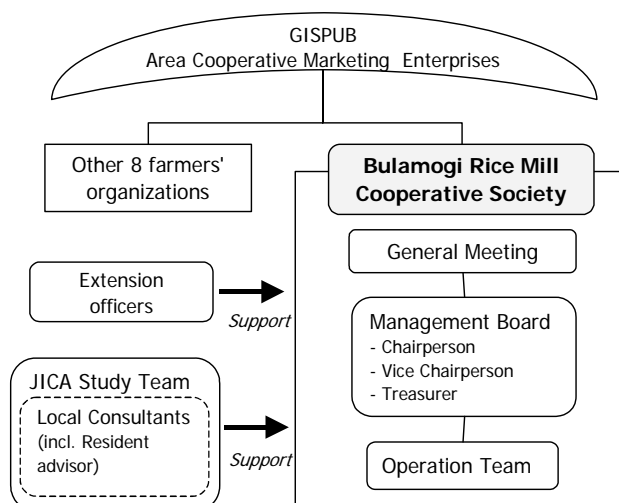 GISPUB
Area Cooperative Marketing Enterprises
Other 8 farmers'
organizations
Bulamogi Rice Mill
Cooperative Society
General Meeting
Extension
officers
Support
Management Board
- Chairperson
- Vice Chairperson
- Treasurer
JICA Study Team
Local Consultants
(incl. Resident
advisor)
Support
Operation Team